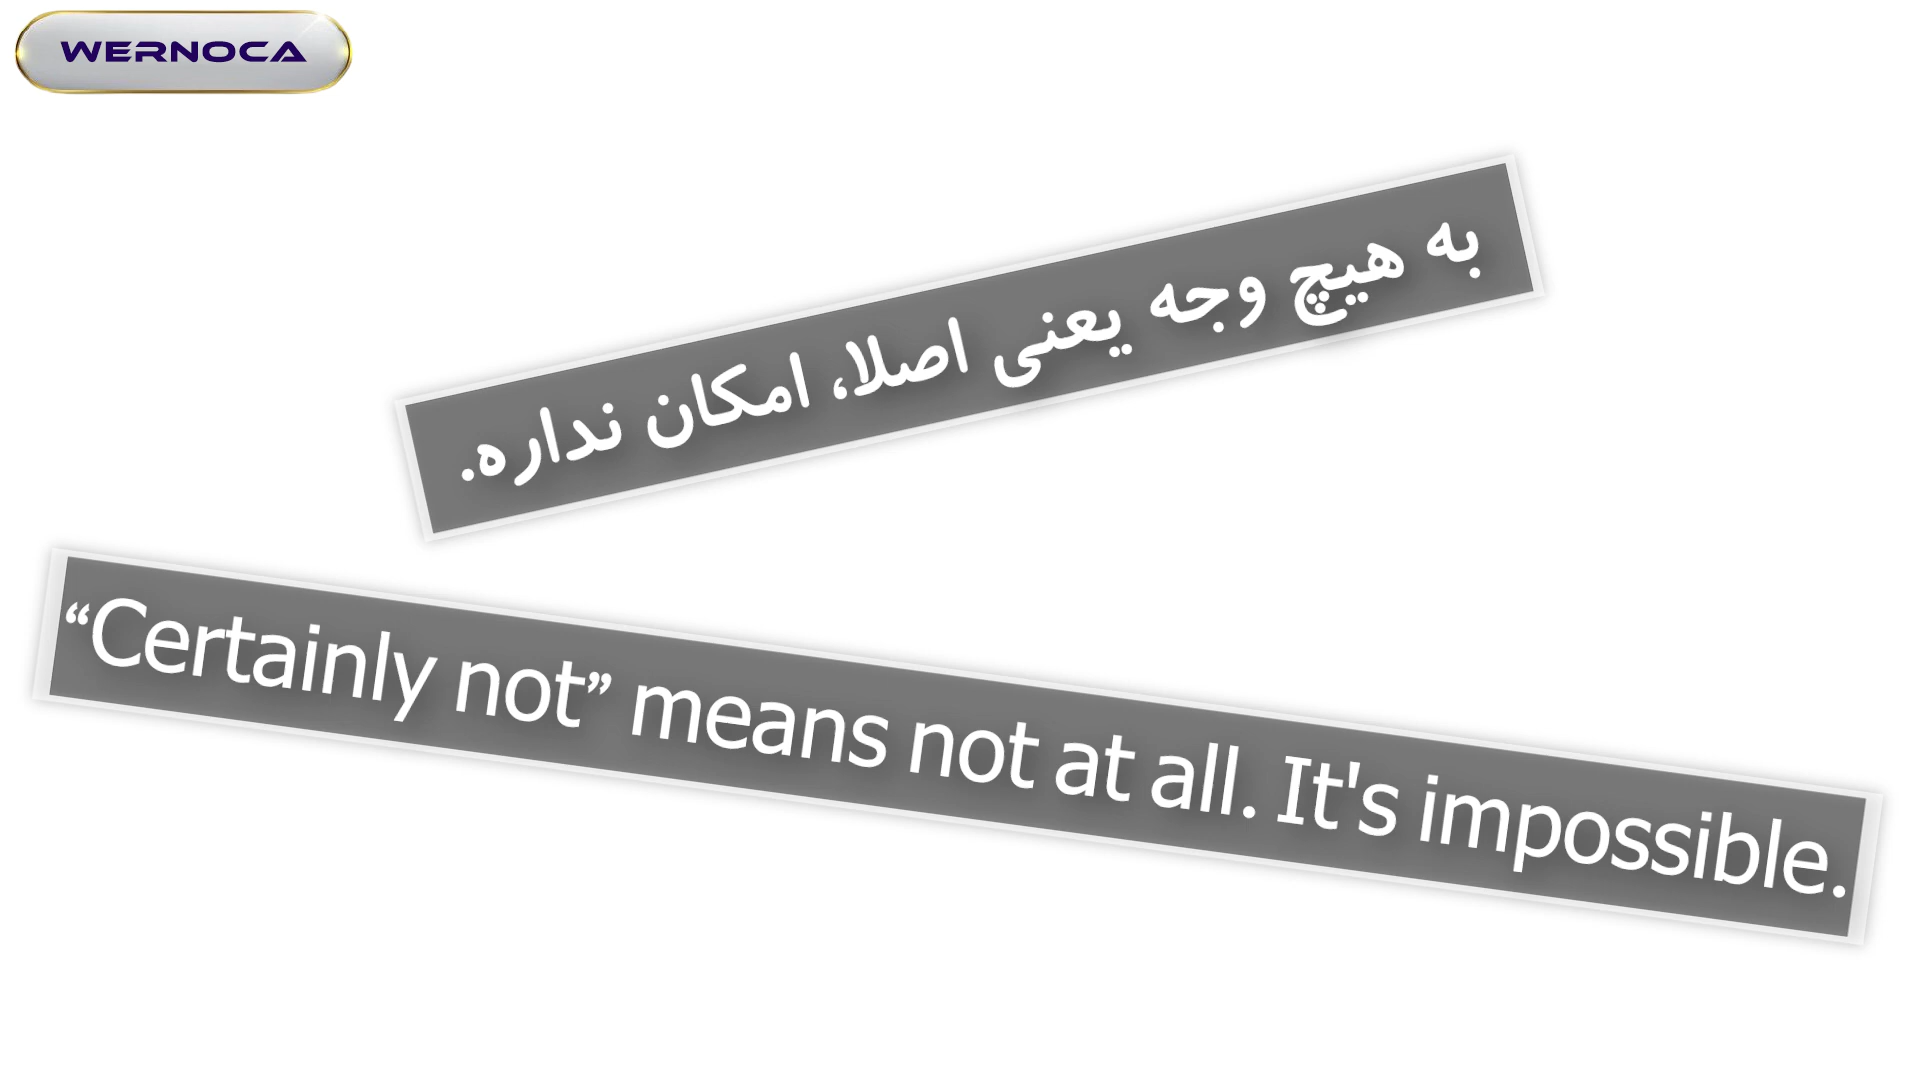 WERNOCA
به هیچ وجه یعنی اصلا، امکان نداره.
“Certainly not” means not at all. It's impossible.